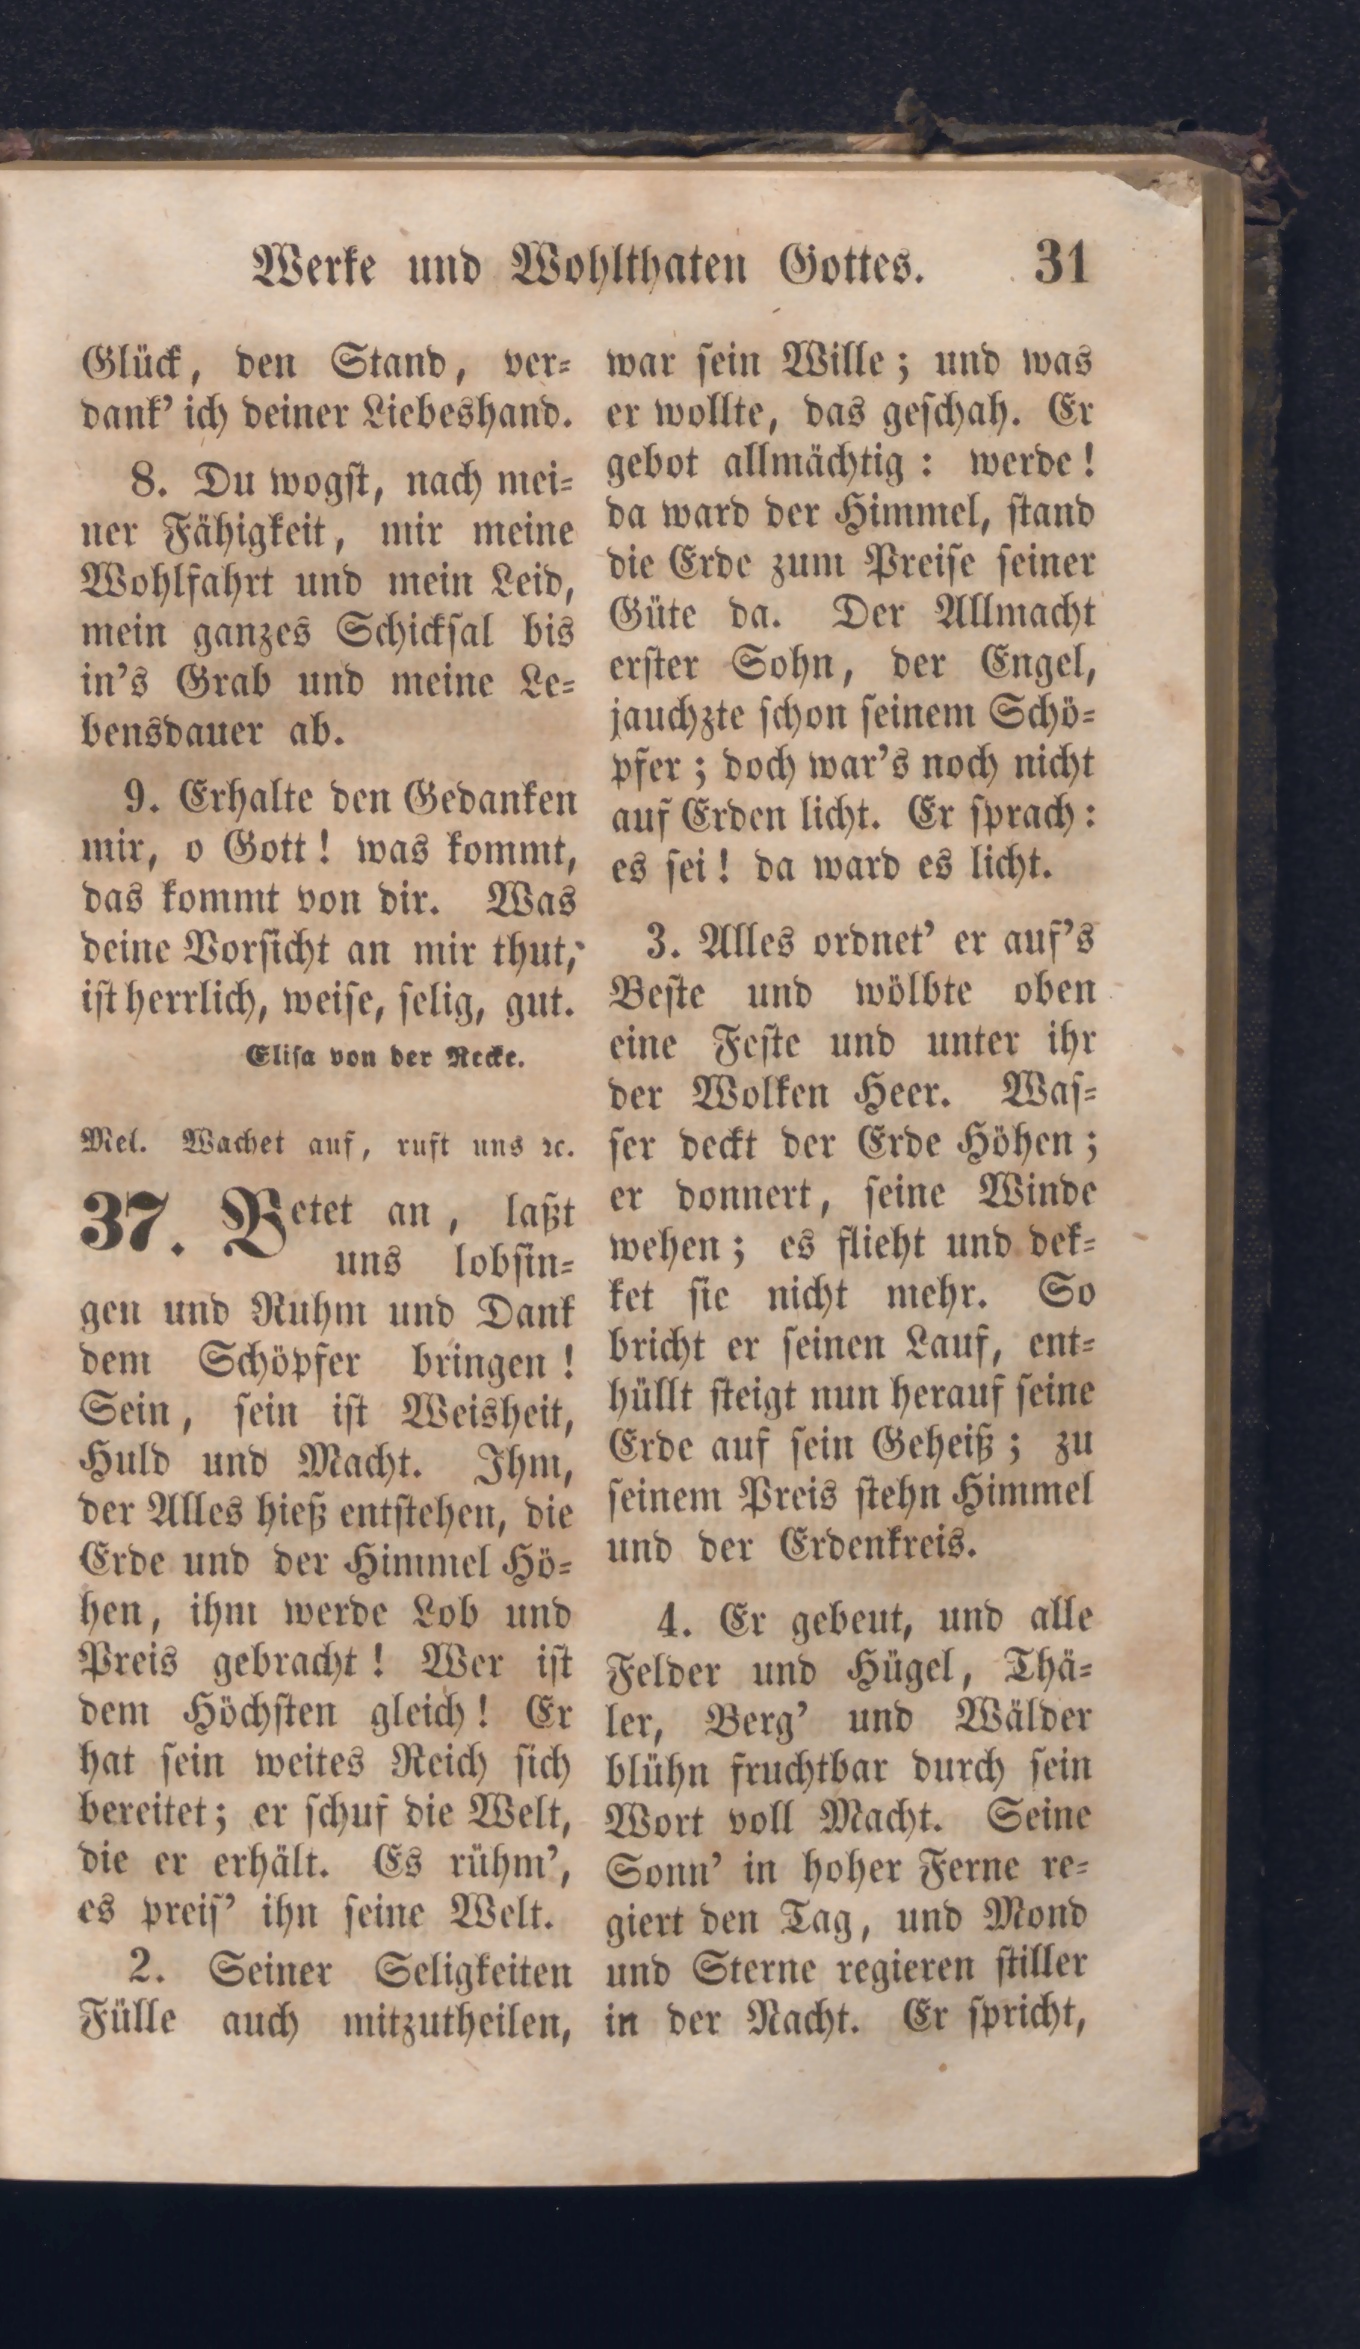 Werke und Wohlthaten Gottes. 31
Glück, den Stand, ver-
dank’ ich deiner Liebeshand.
8. Du wogst, nach mei-
ner Fähigkeit, mir meine
Wohlfahrt und mein Leid,
mein ganzes Schicksal bis
in’s Grab und meine Le-
bensdauer ab.
9. Erhalte den Gedanken
mir, o Gott! was kommt,
das kommt von dir. Was
deine Vorsicht an mir thut,
ist herrlich, weise, selig, gut.
Elisa von der Recke.
Mel. Wachet auf, ruft uns ꝛc.
37. Betet an, laßt
uns lobsin-
gen und Ruhm und Dank
dem Schöpfer bringen!
Sein, sein ist Weisheit,
Huld und Macht. Ihm,
der Alles hieß entstehen, die
Erde und der Himmel Hö-
hen, ihm werde Lob und
Preis gebracht! Wer ist
dem Höchsten gleich! Er
hat sein weites Reich sich
bereitet; er schuf die Welt,
die er erhält. Es rühm’,
es preis’ ihn seine Welt.
2. Seiner Seligkeiten
Fülle auch mitzutheilen,
war sein Wille; und was
er wollte, das geschah. Er
gebot allmächtig: werde!
da ward der Himmel, stand
die Erde zum Preise seiner
Güte da. Der Allmacht
erster Sohn, der Engel,
jauchzte schon seinem Schö-
pfer; doch war’s noch nicht
auf Erden licht. Er sprach:
es sei! da ward es licht.
3. Alles ordnet’ er auf’s
Beste und wölbte oben
eine Feste und unter ihr
der Wolken Heer. Was-
ser deckt der Erde Höhen;
er donnert, seine Winde
wehen; es flieht und dek-
ket sie nicht mehr. So
bricht er seinen Lauf, ent-
hüllt steigt nun herauf seine
Erde auf sein Geheiß; zu
seinem Preis stehn Himmel
und der Erdenkreis.
4. Er gebeut, und alle
Felder und Hügel, Thä-
ler, Berg’ und Wälder
blühn fruchtbar durch sein
Wort voll Macht. Seine
Sonn’ in hoher Ferne re-
giert den Tag, und Mond
und Sterne regieren stiller
in der Nacht. Er spricht,